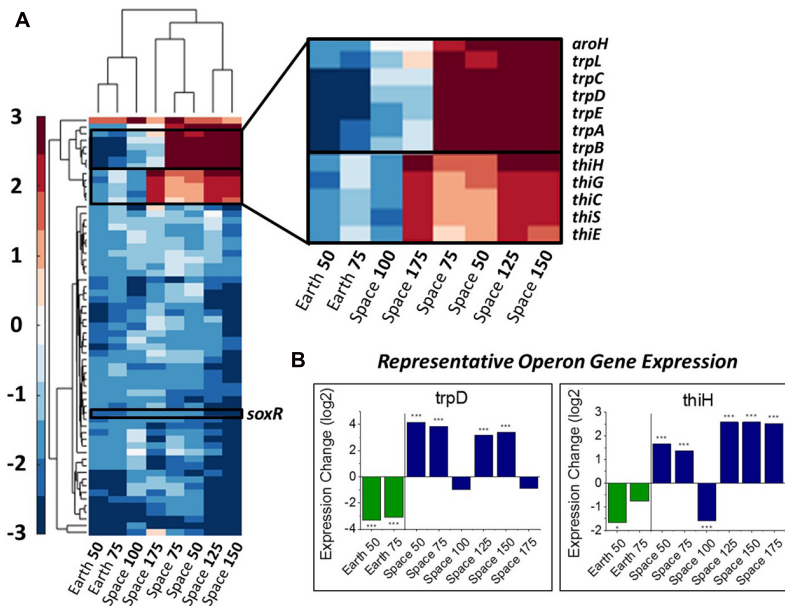 A
3
2
1
0
-1
-2
-3
Earth 50
Earth 75
Space 100
Space 175
Space 75
Space 50
Space 125
Space 150
soxR
aroH
trpL
trpC
trpD
trpE
trpA
trpB
thiH
thiG
thiC
thiS
thiE
Earth 50
Earth 75
Space 100
Space 175
Space 75
Space 50
Space 125
Space 150
B
Representative Operon Gene Expression
trpD
Expression Change (log2)
4
2
0
-2
-4
*** *** *** ***
*** ***
Earth 50
Earth 75
Space 50
Space 75
Space 100
Space 125
Space 150
Space 175
thiH
Expression Change (log2)
3
2
1
0
-1
-2
*** *** *** *** ***
* ***
Earth 50
Earth 75
Space 50
Space 75
Space 100
Space 125
Space 150
Space 175